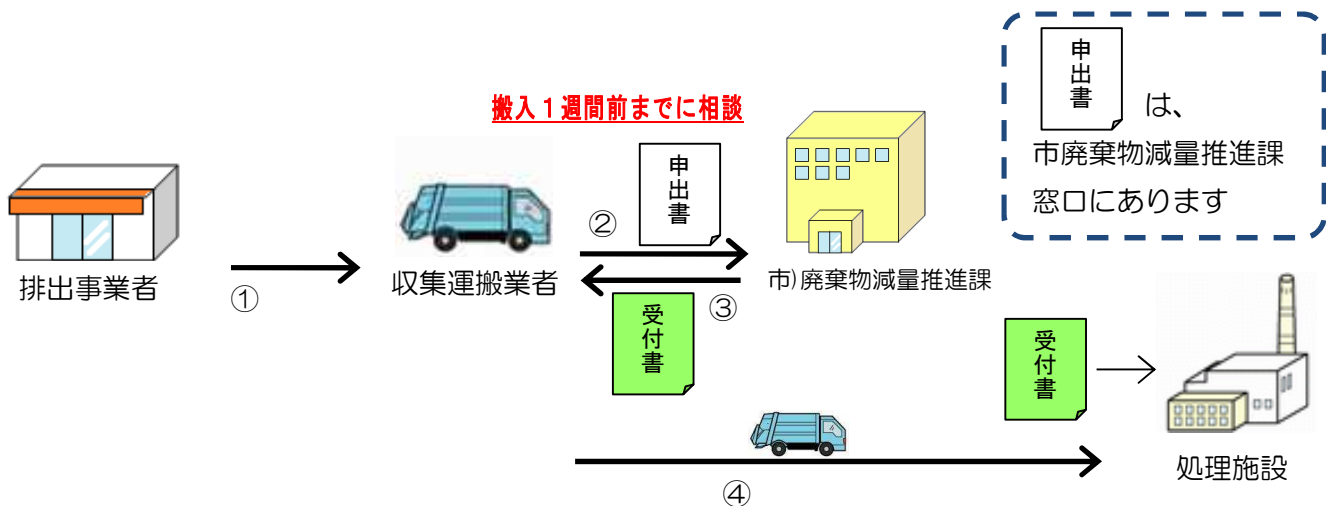 搬入１週間前までに相談
申出書
は、
市廃棄物減量推進課
窓口にあります
排出事業者
①
収集運搬業者
②
申出書
市)廃棄物減量推進課
③
受付書
受付書
処理施設
④